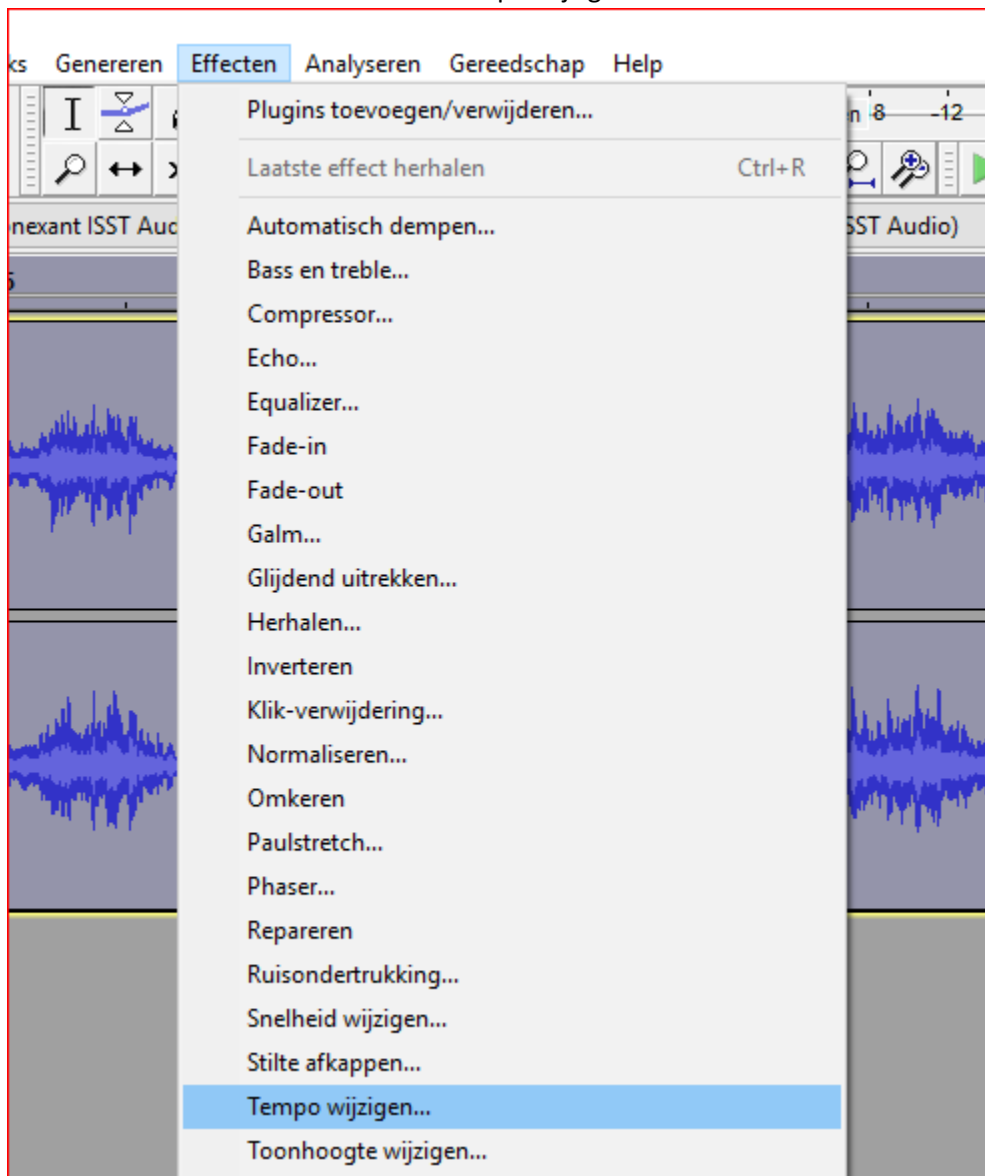 Genereren Effecten Analyseren Gereedschap Help
Plugins toevoegen/verwijderen...
8 -12
Laatste effect herhalen Ctrl+R
Automatisch dempen...
Bass en treble...
Compressor...
Echo...
Equalizer...
Fade-in
Fade-out
Galm...
Glijdend uitrekken...
Herhalen...
Inverteren
Klik-verwijdering...
Normaliseren...
Omkeren
Paulstretch...
Phaser...
Repareren
Ruisondertrukking...
Snelheid wijzigen...
Stilte afkappen...
Tempo wijzigen...
Toonhoogte wijzigen...
nexant ISST Aud
SST Audio)